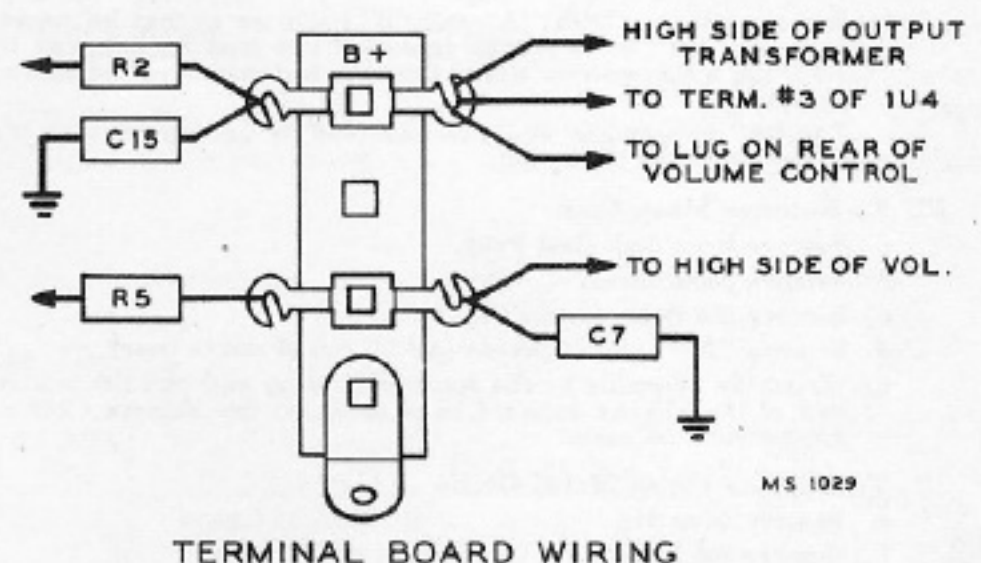 HIGH SIDE OF OUTPUT
TRANSFORMER
B+
R2
TO TERM. #3 OF 1U4
C15
TO LUG ON REAR OF
VOLUME CONTROL
TO HIGH SIDE OF VOL.
R5
C7
MS 1029
TERMINAL BOARD WIRING